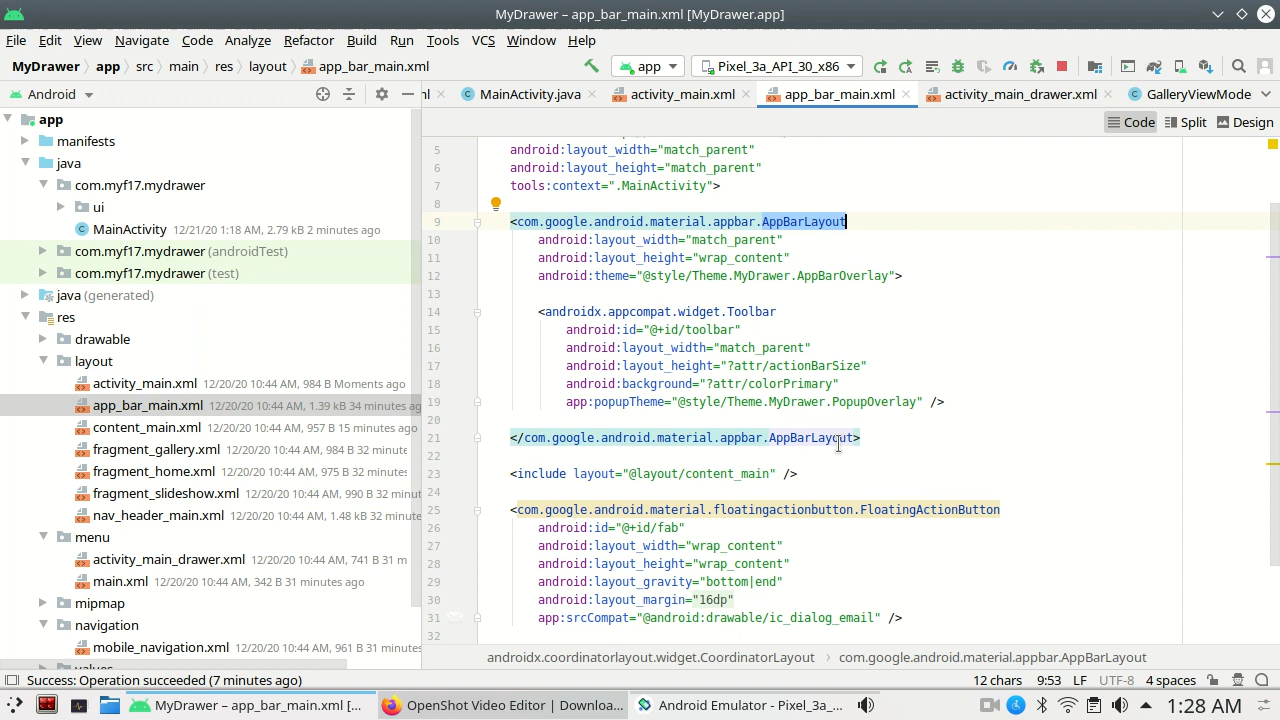 MyDrawer – app_bar_main.xml [MyDrawer.app]
File Edit View Navigate Code Analyze Refactor Build Run Tools VCS Window Help
MyDrawer app src main res layout app_bar_main.xml app Pixel_3a_API_30_x86
Android nl MainActivity.java activity_main.xml app_bar_main.xml activity_main_drawer.xml GalleryViewMode
Code Split Design
app
manifests
java
com.myf17.mydrawer
ui
MainActivity 12/21/20 1:18 AM, 2.79 kB 2 minutes ago
com.myf17.mydrawer (androidTest)
com.myf17.mydrawer (test)
java (generated)
res
drawable
layout
activity_main.xml 12/20/20 10:44 AM, 984 B Moments ago
app_bar_main.xml 12/20/20 10:44 AM, 1.39 kB 34 minutes ag
content_main.xml 12/20/20 10:44 AM, 957 B 15 minutes ago
fragment_gallery.xml 12/20/20 10:44 AM, 984 B 32 minute
fragment_home.xml 12/20/20 10:44 AM, 975 B 32 minutes
fragment_slideshow.xml 12/20/20 10:44 AM, 990 B 32 minut
nav_header_main.xml 12/20/20 10:44 AM, 1.48 kB 32 minute
menu
activity_main_drawer.xml 12/20/20 10:44 AM, 741 B 31 m
main.xml 12/20/20 10:44 AM, 342 B 31 minutes ago
mipmap
navigation
mobile_navigation.xml 12/20/20 10:44 AM, 961 B 31 minutes
values
5 android:layout_width="match_parent"
6 android:layout_height="match_parent"
7 tools:context=".MainActivity">
8
9 <com.google.android.material.appbar.AppBarLayout
10 android:layout_width="match_parent"
11 android:layout_height="wrap_content"
12 android:theme="@style/Theme.MyDrawer.AppBarOverlay">
13
14 <androidx.appcompat.widget.Toolbar
15 android:id="@+id/toolbar"
16 android:layout_width="match_parent"
17 android:layout_height="?attr/actionBarSize"
18 android:background="?attr/colorPrimary"
19 app:popupTheme="@style/Theme.MyDrawer.PopupOverlay" />
20
21 </com.google.android.material.appbar.AppBarLayout>
22
23 <include layout="@layout/content_main" />
24
25 <com.google.android.material.floatingactionbutton.FloatingActionButton
26 android:id="@+id/fab"
27 android:layout_width="wrap_content"
28 android:layout_height="wrap_content"
29 android:layout_gravity="bottom|end"
30 android:layout_margin="16dp"
31 app:srcCompat="@android:drawable/ic_dialog_email" />
32
androidx.coordinatorlayout.widget.CoordinatorLayout com.google.android.material.appbar.AppBarLayout
Success: Operation succeeded (7 minutes ago) 12 chars 9:53 LF UTF-8 4 spaces
MyDrawer – app_bar_main.xml [... OpenShot Video Editor | Downloa... Android Emulator - Pixel_3a_... 1:28 AM